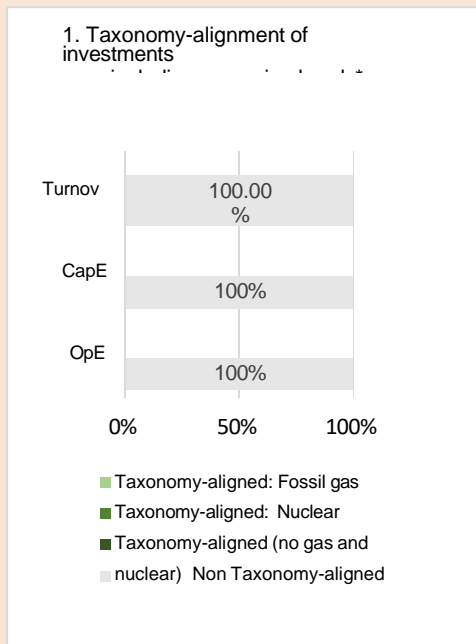 1. Taxonomy-alignment of
investments
Turnov
100.00
%
CapE
100%
OpE
100%
0% 50% 100%
Taxonomy-aligned: Fossil gas
Taxonomy-aligned: Nuclear
Taxonomy-aligned (no gas and
nuclear) Non Taxonomy-aligned